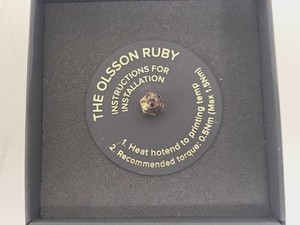 THE OLSSON RUBY
INSTRUCTIONS FOR
INSTALLATION
1. Heat hotend to printing temp
2. Recommended torque: 0.5Nm (Max 1.5Nm)